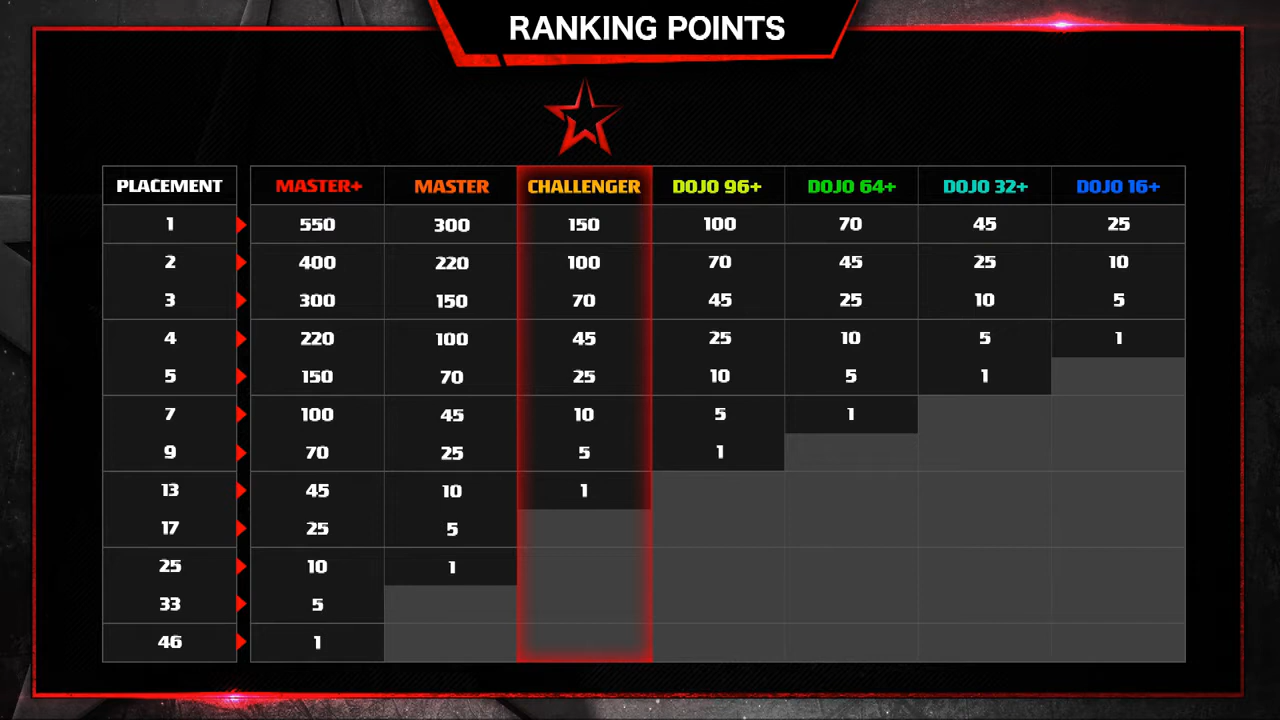 RANKING POINTS
PLACEMENT MASTER+ MASTER CHALLENGER DOJO 96+ DOJO 64+ DOJO 32+ DOJO 16+
1 550 300 150 100 70 45 25
2 400 220 100 70 45 25 10
3 300 150 70 45 25 10 5
4 220 100 45 25 10 5 1
5 150 70 25 10 5 1
7 100 45 10 5 1
9 70 25 5 1
13 45 10 1
17 25 5
25 10 1
33 5
46 1